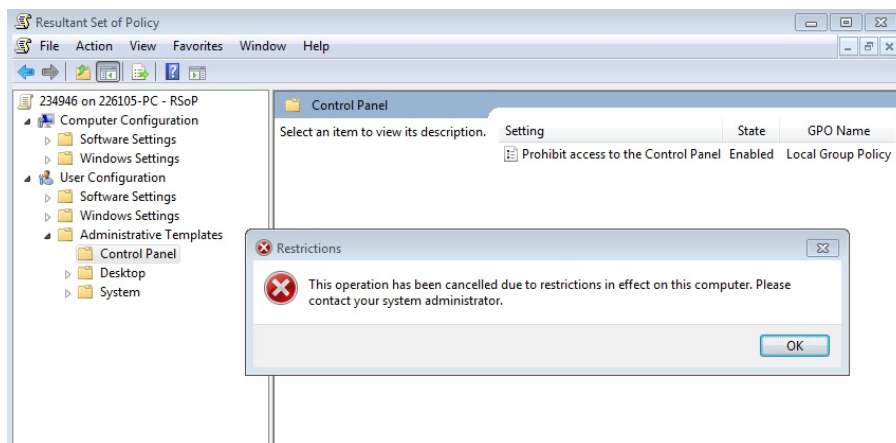 Resultant Set of Policy
File Action View Favorites Window Help
234946 on 226105-PC - RSoP
Computer Configuration
Software Settings
Windows Settings
User Configuration
Software Settings
Windows Settings
Administrative Templates
Control Panel
Desktop
System
Control Panel
Select an item to view its description.
Setting State GPO Name
Prohibit access to the Control Panel Enabled Local Group Policy
Restrictions
This operation has been cancelled due to restrictions in effect on this computer. Please
contact your system administrator.
OK